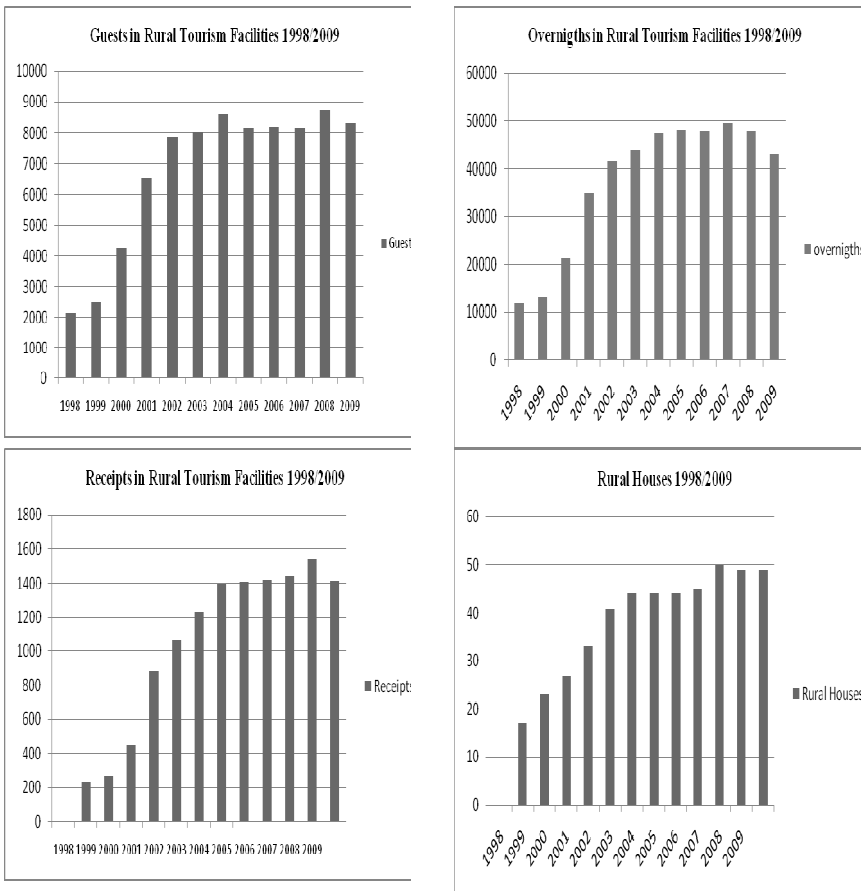 Guests in Rural Tourism Facilities 1998/2009
10000
9000
8000
7000
6000
5000
4000
3000
2000
1000
0
1998 1999 2000 2001 2002 2003 2004 2005 2006 2007 2008 2009
Guest
Overnigths in Rural Tourism Facilities 1998/2009
60000
50000
40000
30000
20000
10000
0
1998 1999 2000 2001 2002 2003 2004 2005 2006 2007 2008 2009
overnigths
Receipts in Rural Tourism Facilities 1998/2009
1800
1600
1400
1200
1000
800
600
400
200
0
1998 1999 2000 2001 2002 2003 2004 2005 2006 2007 2008 2009
Receipts
Rural Houses 1998/2009
60
50
40
30
20
10
0
1998 1999 2000 2001 2002 2003 2004 2005 2006 2007 2008 2009
Rural Houses